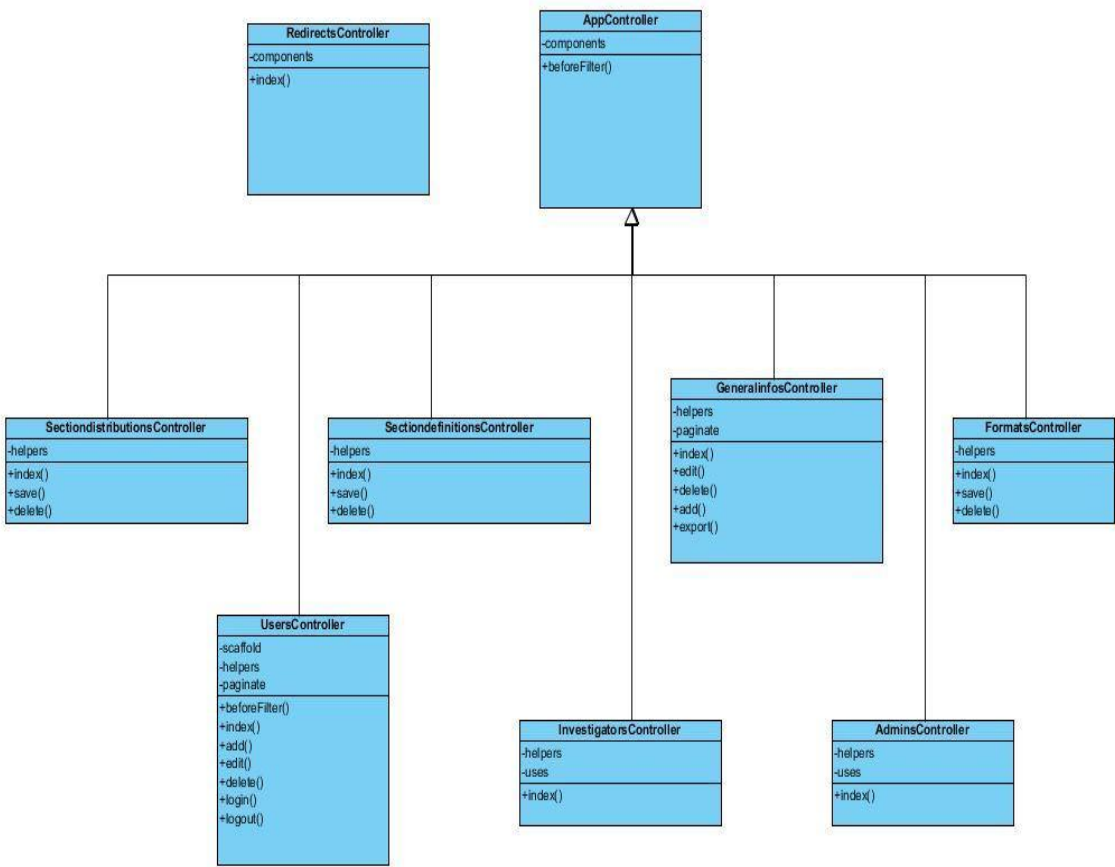 RedirectsController
-components
+index()
AppController
-components
+beforeFilter()
SectiondistributionsController
-helpers
+index()
+save()
+delete()
SectiondefinitionsController
-helpers
+index()
+save()
+delete()
GeneralinfosController
-helpers
-paginate
+index()
+edit()
+delete()
+add()
+export()
FormatsController
-helpers
+index()
+save()
+delete()
UsersController
-scaffold
-helpers
-paginate
+beforeFilter()
+index()
+add()
+edit()
+delete()
+login()
+logout()
InvestigatorsController
-helpers
-uses
+index()
AdminsController
-helpers
-uses
+index()